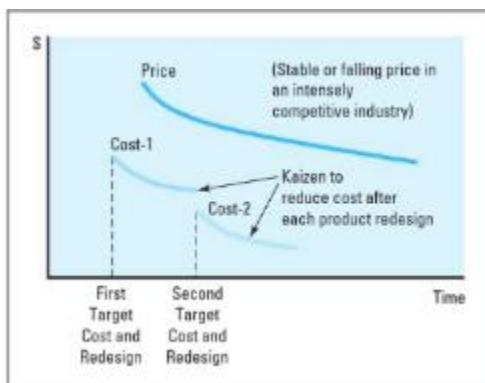 $
Price
(Stable or falling price in
an intensely
competitive industry)
Cost-1
Kaizen to
reduce cost after
each product redesign
Cost-2
First
Target
Cost and
Redesign
Second
Target
Cost and
Redesign
Time